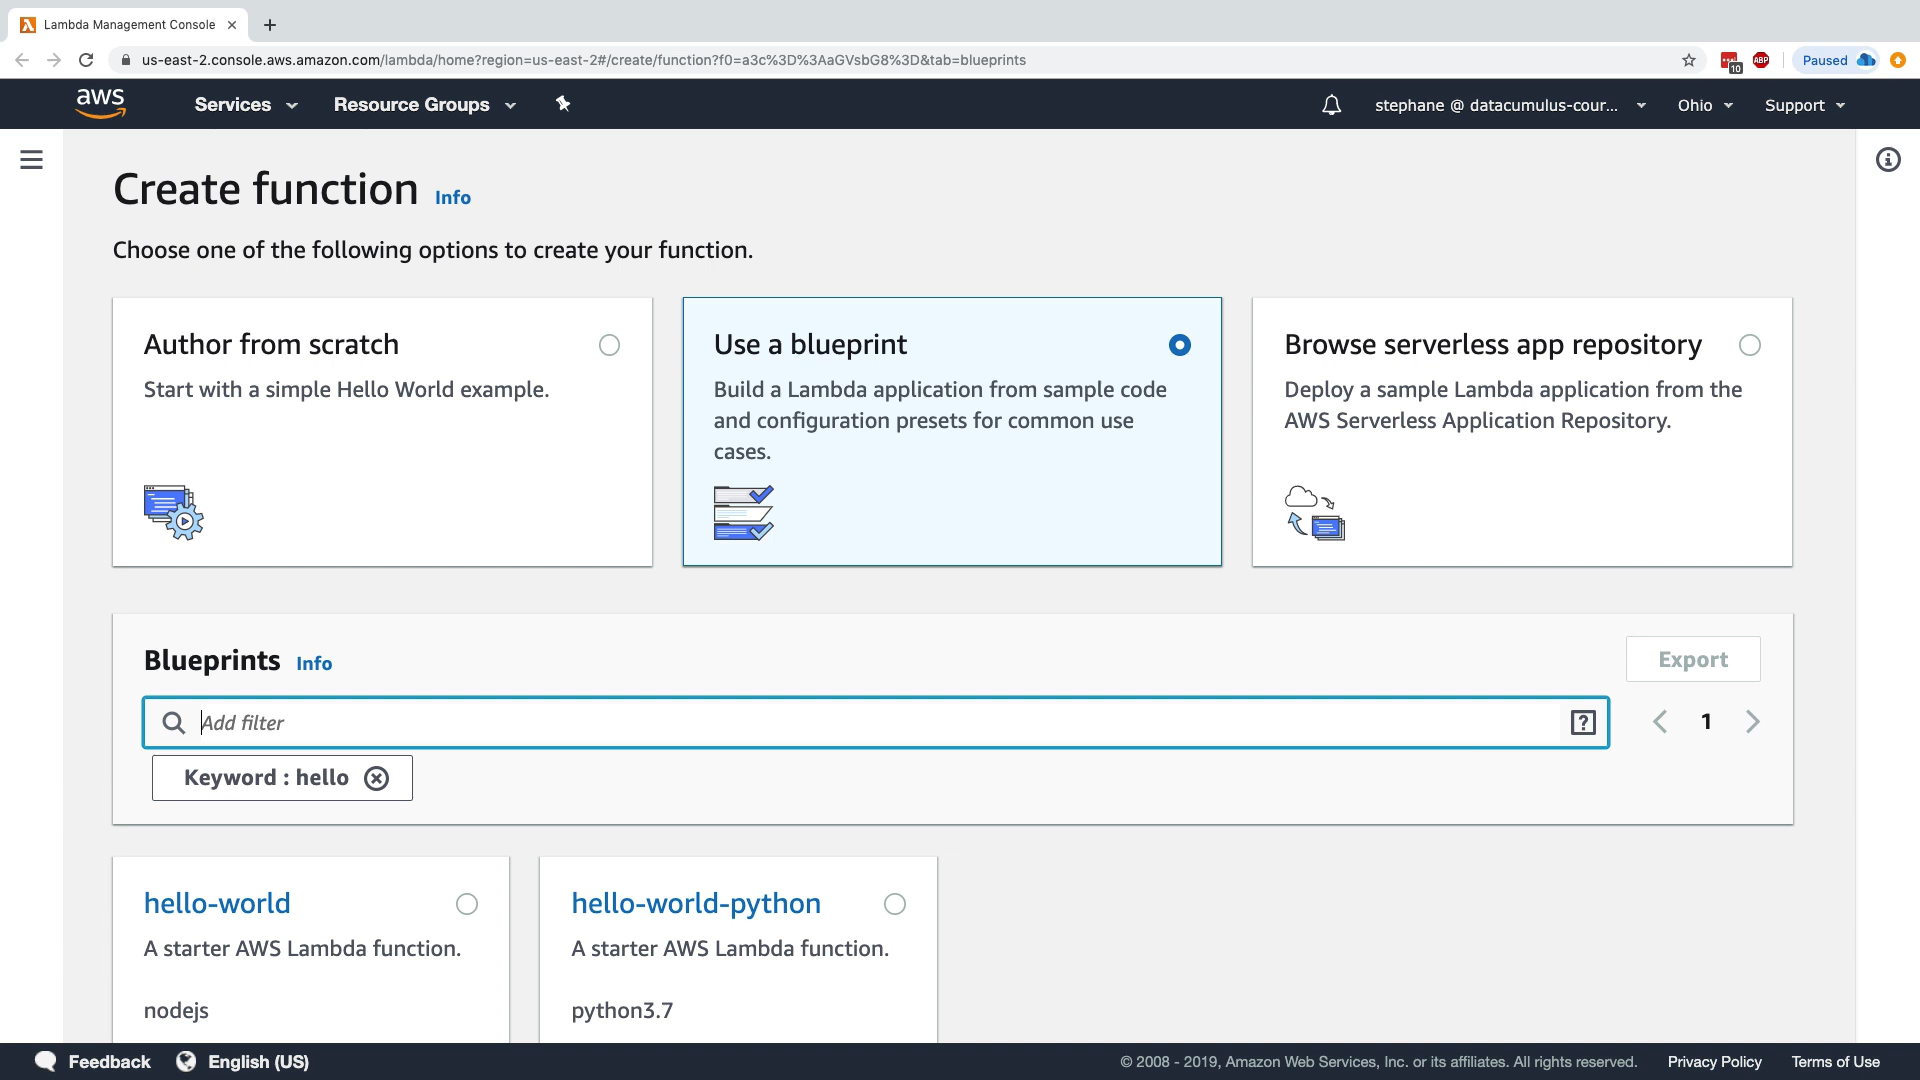 Lambda Management Console
us-east-2.console.aws.amazon.com/lambda/home?region=us-east-2#/create/function?f0=a3c%3D%3AaGVsbG8%3D&tab=blueprints
10
ABP
Paused
aws
Services
Resource Groups
stephane @ datacumulus-cour...
Ohio
Support
Create function Info
Choose one of the following options to create your function.
Author from scratch
Start with a simple Hello World example.
Use a blueprint
Build a Lambda application from sample code
and configuration presets for common use
cases.
Browse serverless app repository
Deploy a sample Lambda application from the
AWS Serverless Application Repository.
Blueprints Info
Export
Add filter
?
1
Keyword : hello
hello-world
A starter AWS Lambda function.
nodejs
hello-world-python
A starter AWS Lambda function.
python3.7
Feedback
English (US)
© 2008 - 2019, Amazon Web Services, Inc. or its affiliates. All rights reserved.
Privacy Policy
Terms of Use